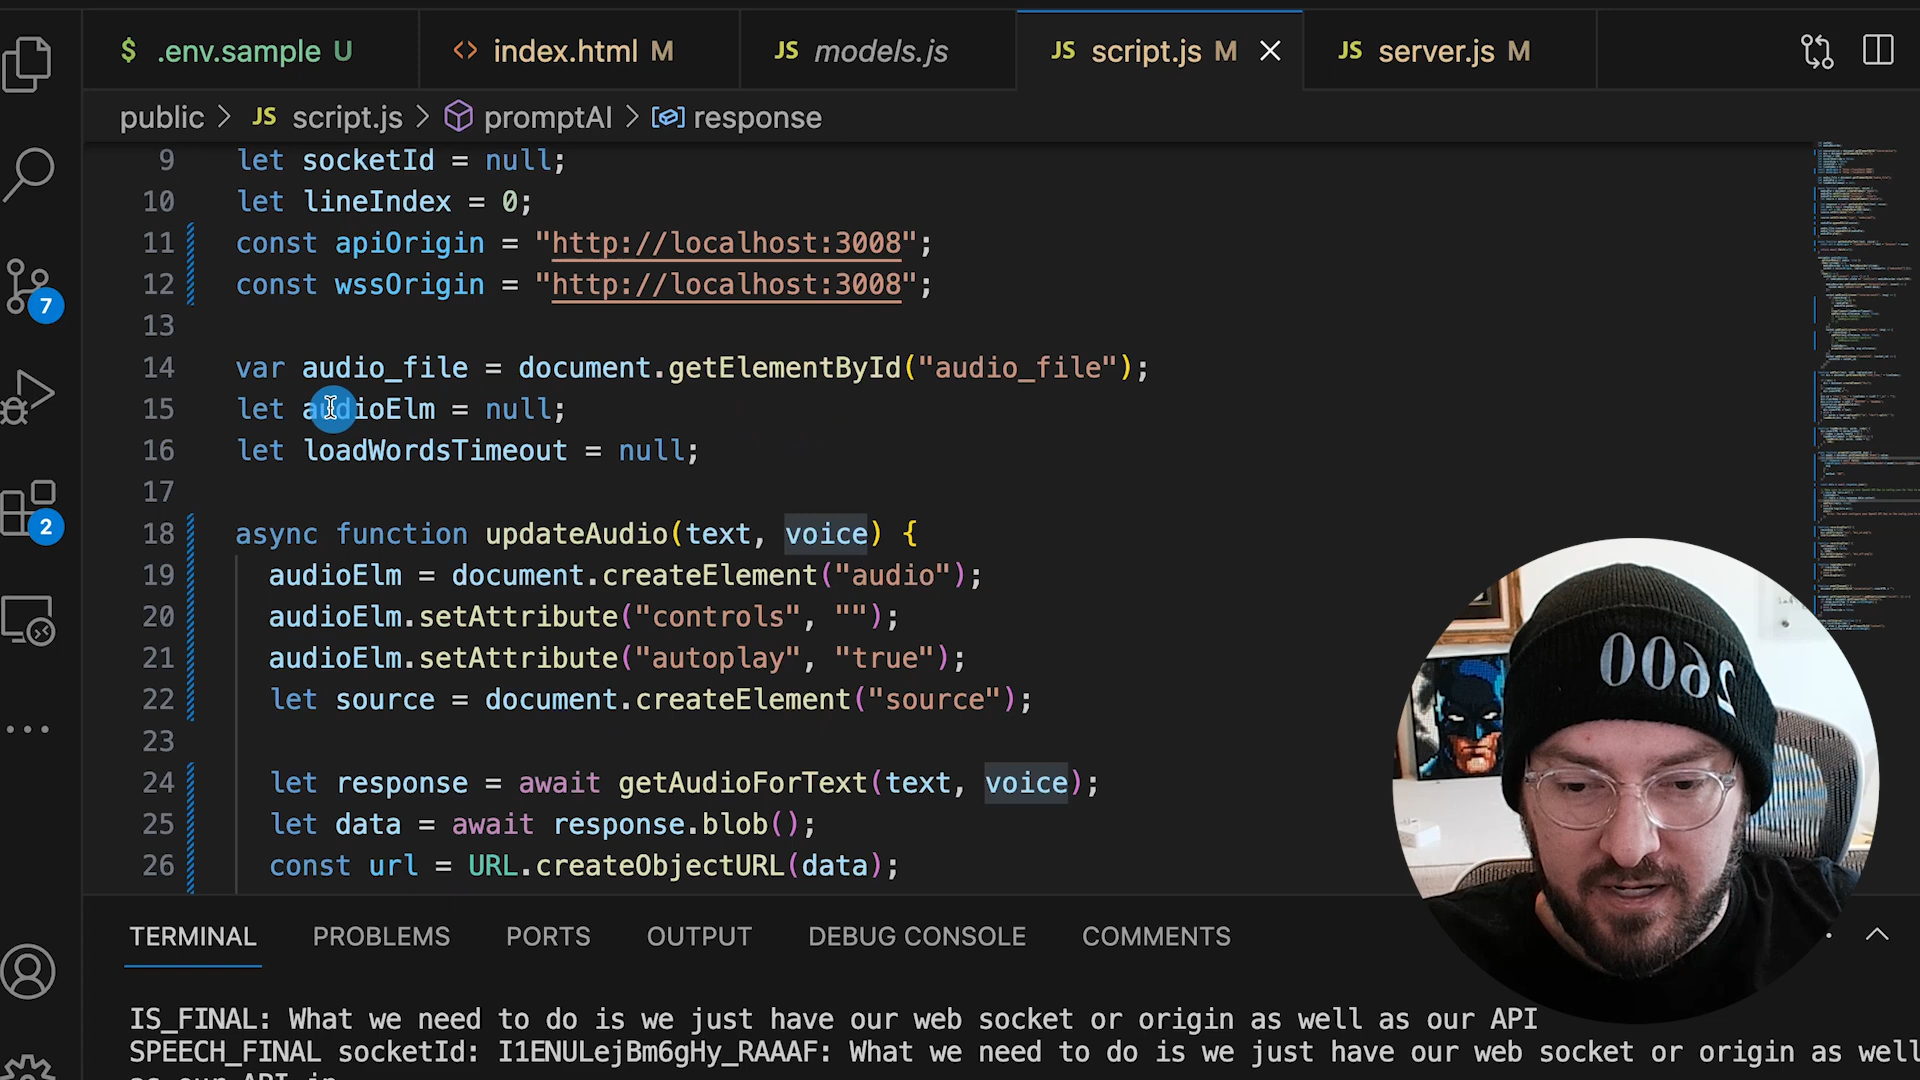 $ .env.sample U
<> index.html M
JS models.js
JS script.js M
JS server.js M
public > JS script.js > promptAI > response
9 let socketId = null;
10 let lineIndex = 0;
11 const apiOrigin = "http://localhost:3008";
12 const wssOrigin = "http://localhost:3008";
13
14 var audio_file = document.getElementById("audio_file");
15 let audioElm = null;
16 let loadWordsTimeout = null;
17
18 async function updateAudio(text, voice) {
19 audioElm = document.createElement("audio");
20 audioElm.setAttribute("controls", "");
21 audioElm.setAttribute("autoplay", "true");
22 let source = document.createElement("source");
23
24 let response = await getAudioForText(text, voice);
25 let data = await response.blob();
26 const url = URL.createObjectURL(data);
7
2
2600
TERMINAL PROBLEMS PORTS OUTPUT DEBUG CONSOLE COMMENTS
IS_FINAL: What we need to do is we just have our web socket or origin as well as our API
SPEECH_FINAL socketId: I1ENULejBm6gHy_RAAAF: What we need to do is we just have our web socket or origin as well
as our API in